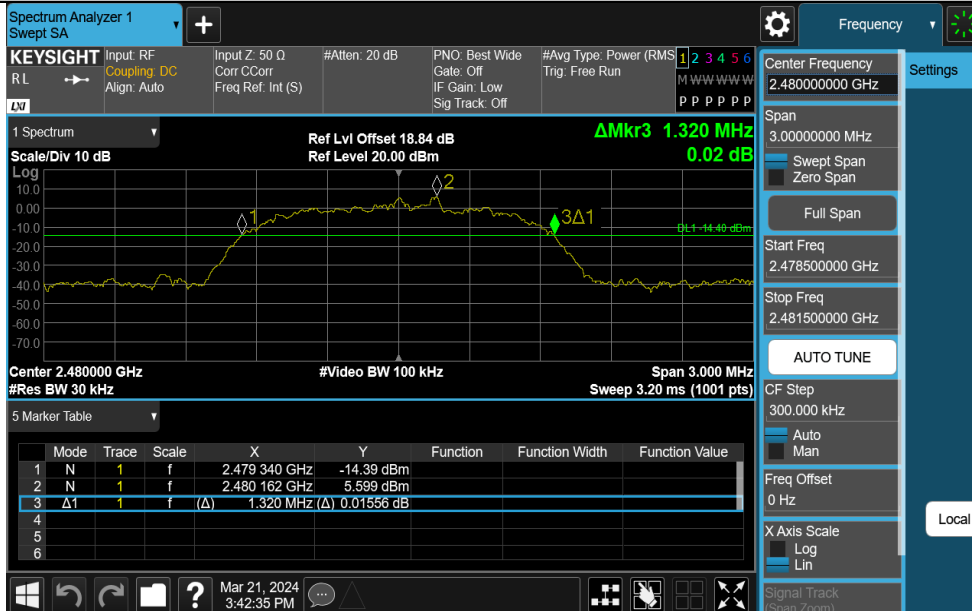 Spectrum Analyzer 1
Swept SA
Frequency
KEYSIGHT
RL
LXI
Input: RF
Coupling: DC
Align: Auto
Input Z: 50 Ω
Corr CCorr
Freq Ref: Int (S)
#Atten: 20 dB
PNO: Best Wide
Gate: Off
IF Gain: Low
Sig Track: Off
#Avg Type: Power (RMS
Trig: Free Run
1 2 3 4 5 6
M W W W W W
P P P P P P
1 Spectrum
Scale/Div 10 dB
Ref Lvl Offset 18.84 dB
Ref Level 20.00 dBm
ΔMkr3 1.320 MHz
0.02 dB
Log
10.0
0.00
-10.0
-20.0
-30.0
-40.0
-50.0
-60.0
-70.0
1
2
3Δ1
DL1 -14.40 dBm
Center 2.480000 GHz
#Res BW 30 kHz
#Video BW 100 kHz
Span 3.000 MHz
Sweep 3.20 ms (1001 pts)
5 Marker Table
Mode Trace Scale X Y Function Function Width Function Value
1 N 1 f 2.479 340 GHz -14.39 dBm
2 N 1 f 2.480 162 GHz 5.599 dBm
3 Δ1 1 f (Δ) 1.320 MHz (Δ) 0.01556 dB
4
5
6
?
Mar 21, 2024
3:42:35 PM
Center Frequency
2.480000000 GHz
Span
3.00000000 MHz
Swept Span
Zero Span
Full Span
Start Freq
2.478500000 GHz
Stop Freq
2.481500000 GHz
AUTO TUNE
CF Step
300.000 kHz
Auto
Man
Freq Offset
0 Hz
X Axis Scale
Log
Lin
Signal Track
(Span Zoom)
Settings
Local